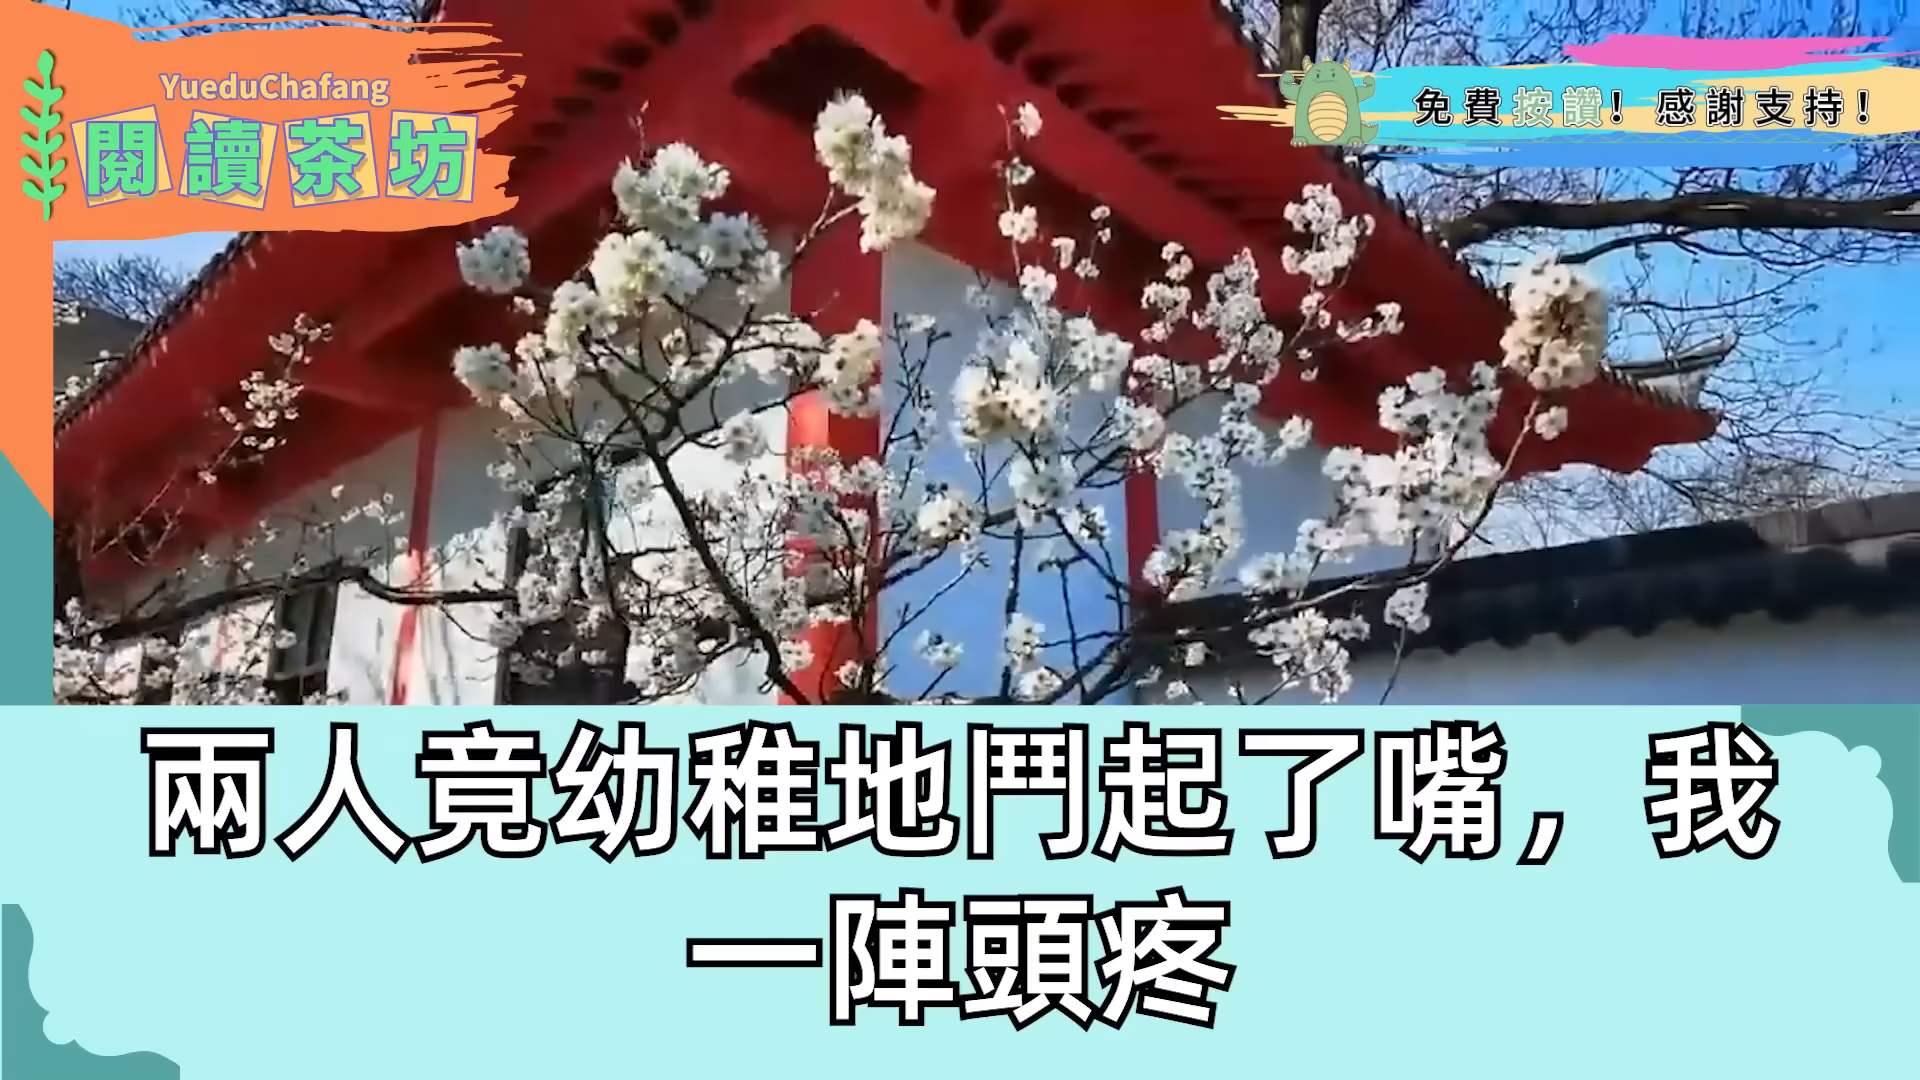 YueduChafang
閱讀茶坊
免費按讚！感謝支持！
兩人竟幼稚地鬥起了嘴，我
一陣頭疼